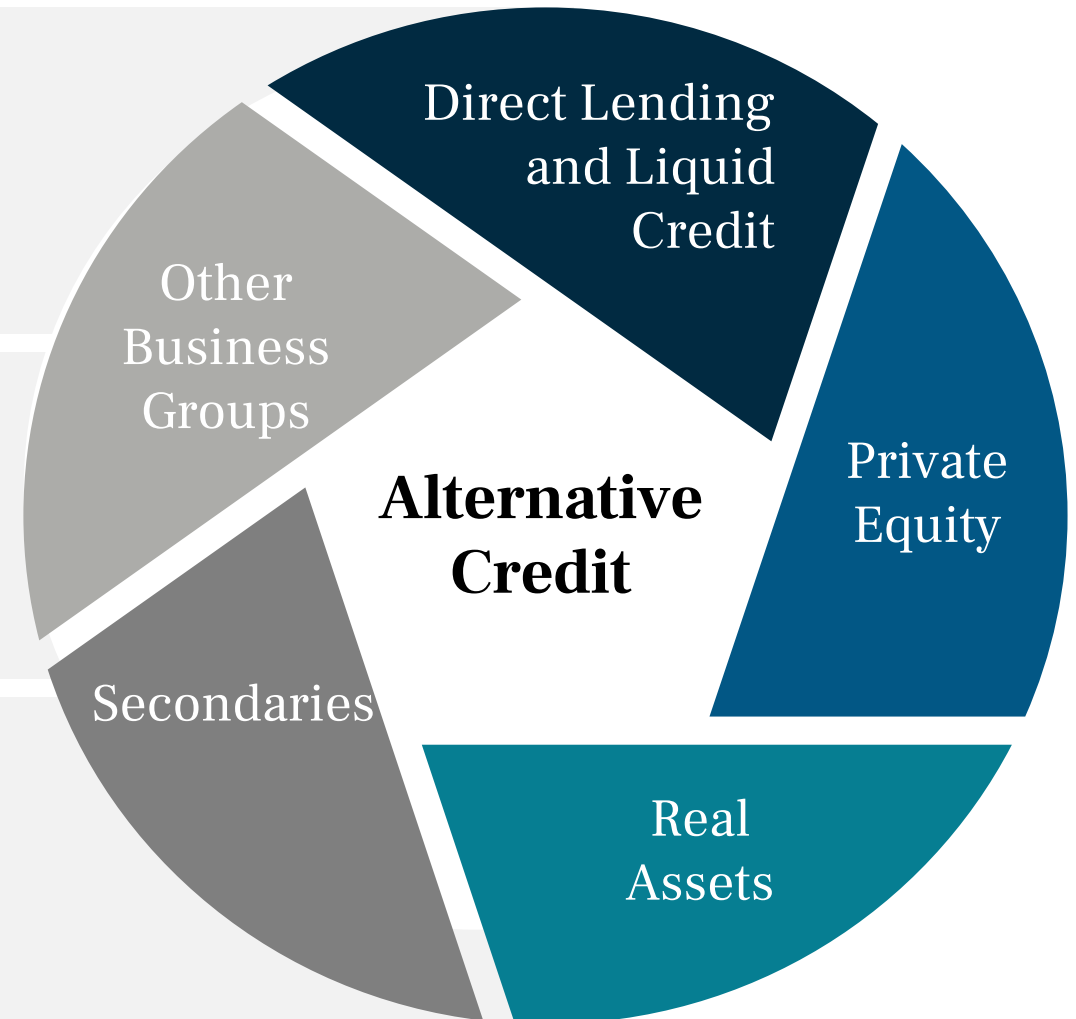 Direct Lending
and Liquid
Credit
Other
Business
Groups
Private
Equity
Alternative
Credit
Secondaries
Real
Assets